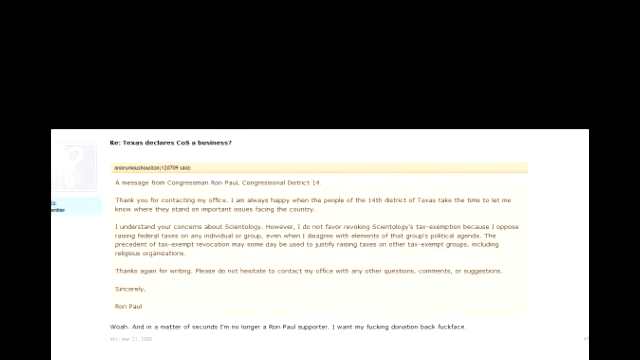 Re: Texas declares CoS a business?
said:
A message from Congressman Ron Paul, Congressional District 14.
Thank you for contacting my office. I am always happy when the people of the 14th district of Texas take the time to let me
know where they stand on important issues facing the country.
I understand your concerns about Scientology. However, I do not favor revoking Scientology's tax-exemption because I oppose
raising federal taxes on any individual or group, even when I disagree with elements of that group's political agenda. The
precedent of tax-exempt revocation may some day be used to justify raising taxes on other tax-exempt groups, including
religious organizations.
Thanks again for writing. Please do not hesitate to contact my office with any other questions, comments, or suggestions.
Sincerely,
Ron Paul
Woah. And in a matter of seconds I'm no longer a Ron Paul supporter. I want my fucking donation back fuckface.